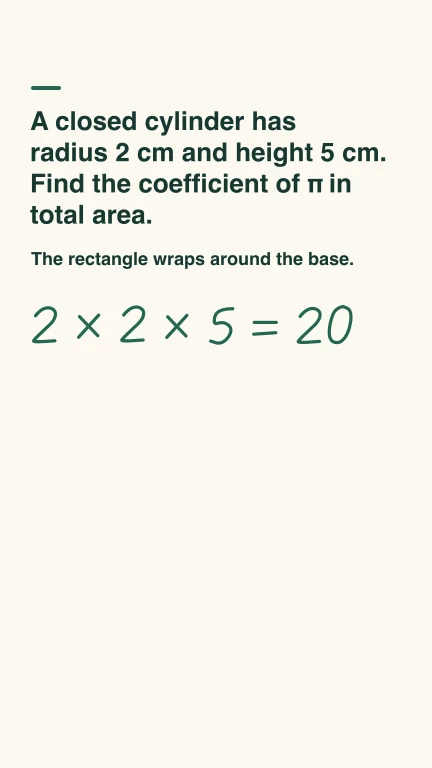 A closed cylinder has
radius 2 cm and height 5 cm.
Find the coefficient of π in
total area.
The rectangle wraps around the base.
2 × 2 × 5 = 20